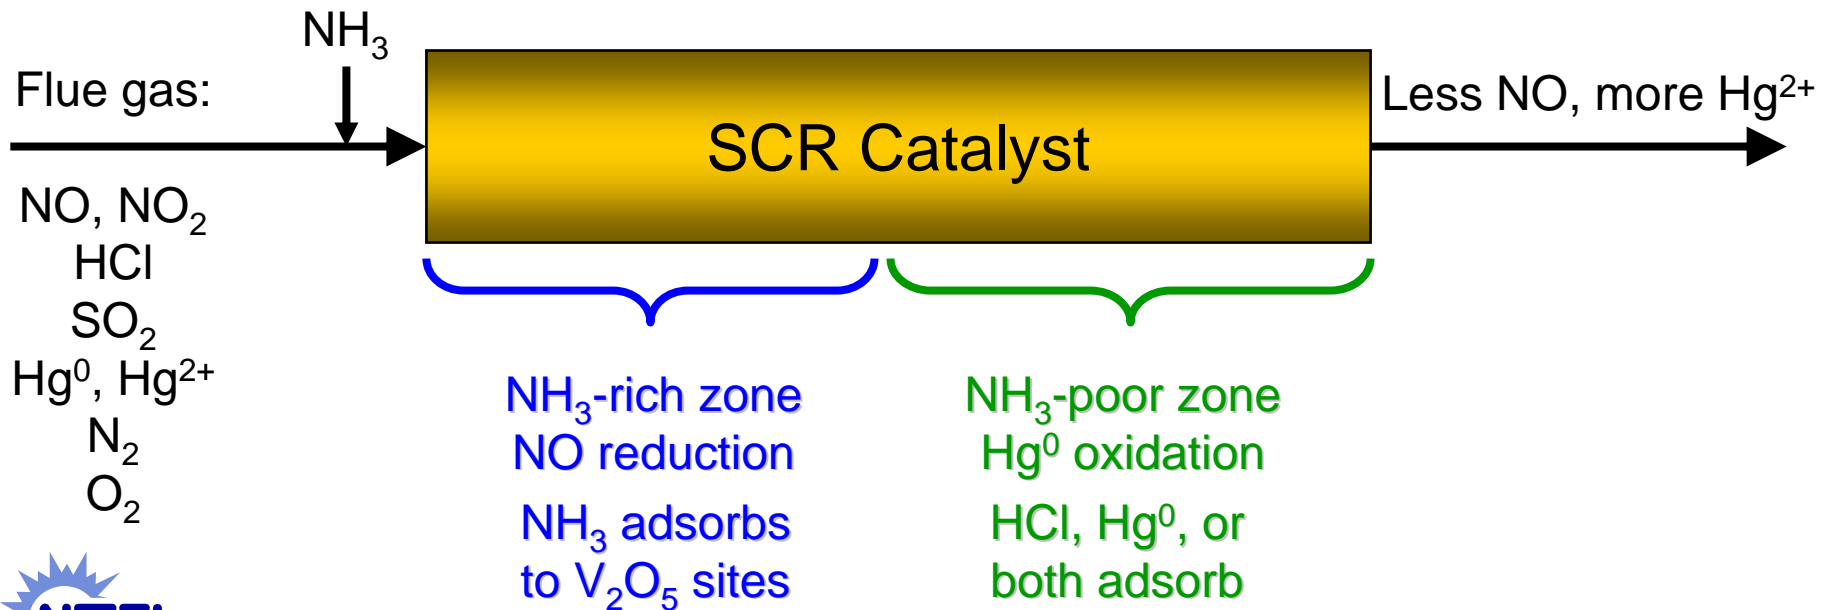 NH₃
Flue gas:
SCR Catalyst
Less NO, more Hg²⁺
NO, NO₂
HCl
SO₂
Hg⁰, Hg²⁺
N₂
O₂
NH₃-rich zone
NO reduction
NH₃ adsorbs
to V₂O₅ sites
NH₃-poor zone
Hg⁰ oxidation
HCl, Hg⁰, or
both adsorb